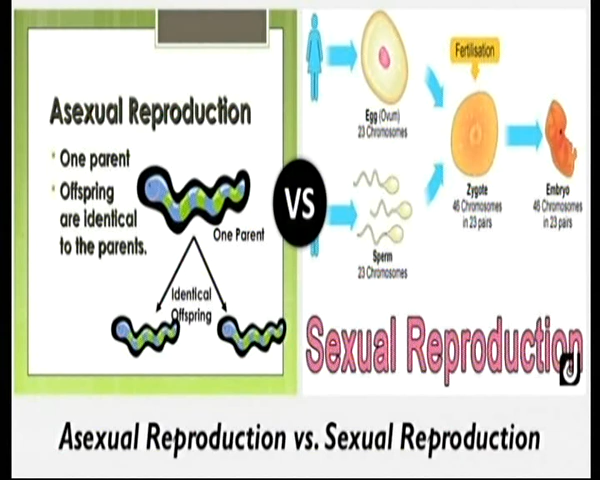 Asexual Reproduction
• One parent
• Offspring
are identical
to the parents.
One Parent
Identical
Offspring
VS
Fertilisation
Egg (Ovum)
23 Chromosomes
Sperm
23 Chromosomes
Zygote
46 Chromosomes
in 23 pairs
Embryo
46 Chromosomes
in 23 pairs
Sexual Reproduction
Asexual Reproduction vs. Sexual Reproduction